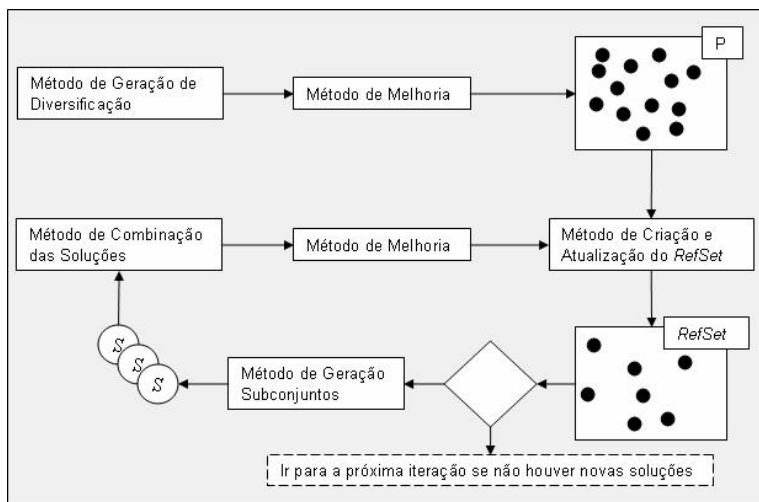 P
Método de Geração de
Diversificação
Método de Melhoria
Método de Combinação
das Soluções
Método de Melhoria
Método de Criação e
Atualização do RefSet
RefSet
S
S
S
Método de Geração
Subconjuntos
Ir para a próxima iteração se não houver novas soluções